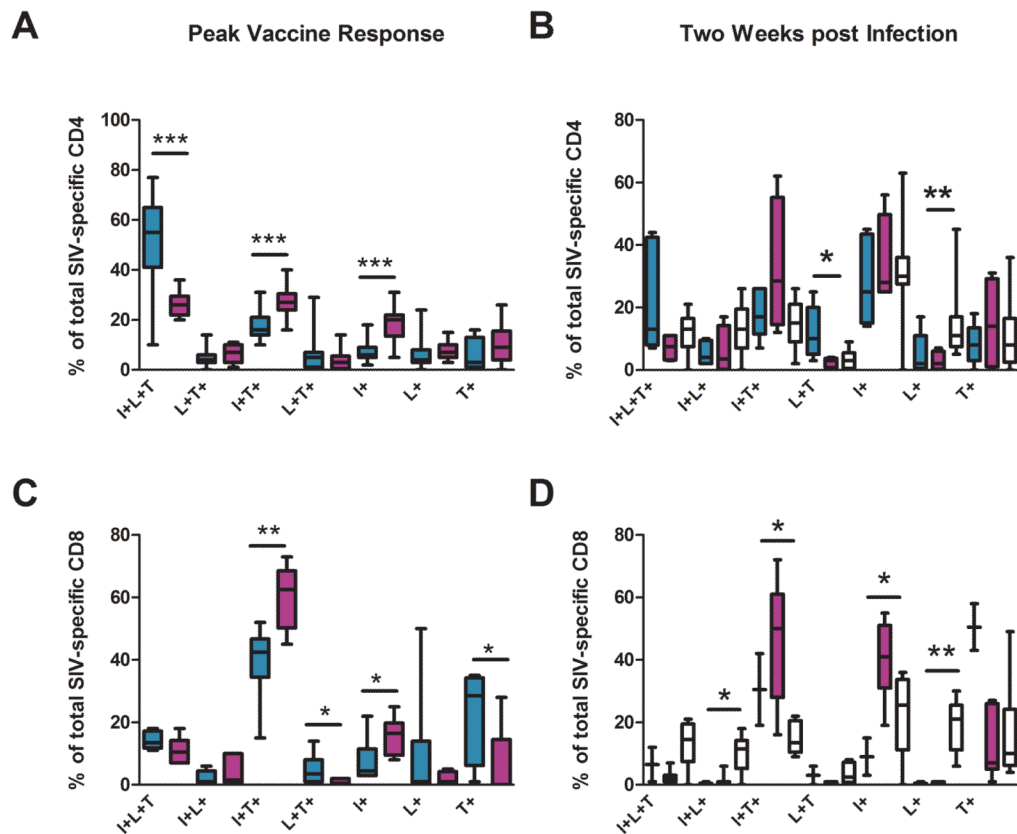 A
Peak Vaccine Response
B
Two Weeks post Infection
% of total SIV-specific CD4
100
80
60
40
20
0
***
***
***
I+L+T
L+T+
I+T+
L+T+
I+
L+
T+
% of total SIV-specific CD4
80
60
40
20
0
*
**
I+L+T+
I+L+
I+T+
L+T
I+
L+
T+
C
D
% of total SIV-specific CD8
80
60
40
20
0
**
*
*
*
I+L+T
I+L+
I+T+
L+T+
I+
L+
T+
% of total SIV-specific CD8
80
60
40
20
0
*
*
*
**
I+L+T
I+L+
I+T+
L+T
I+
L+
T+